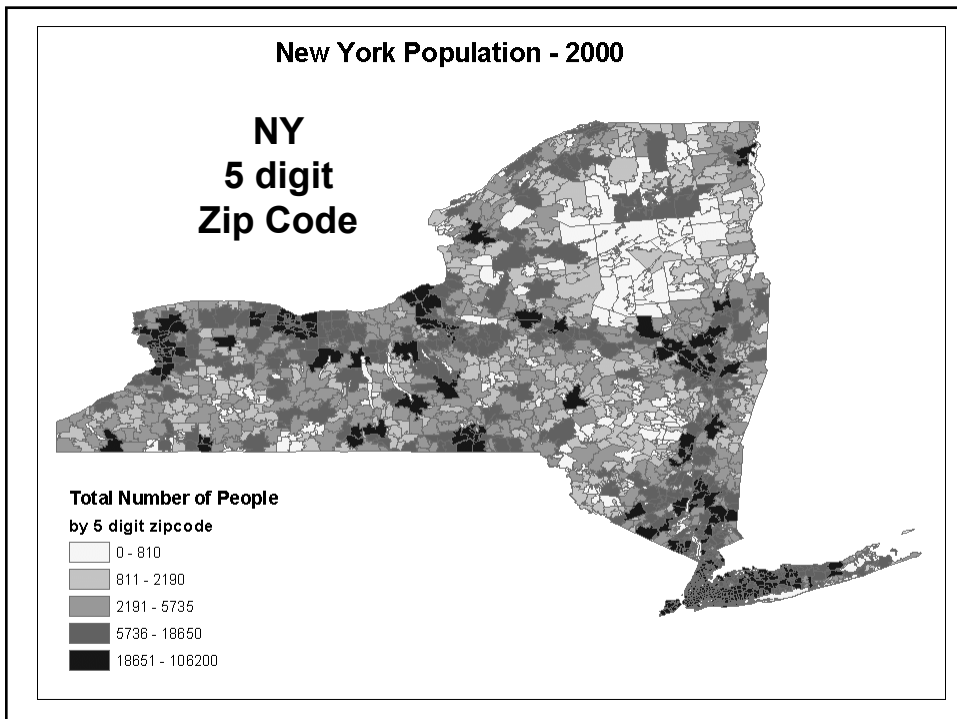 New York Population - 2000
NY
5 digit
Zip Code
Total Number of People
by 5 digit zipcode
0 - 810
811 - 2190
2191 - 5735
5736 - 18650
18651 - 106200